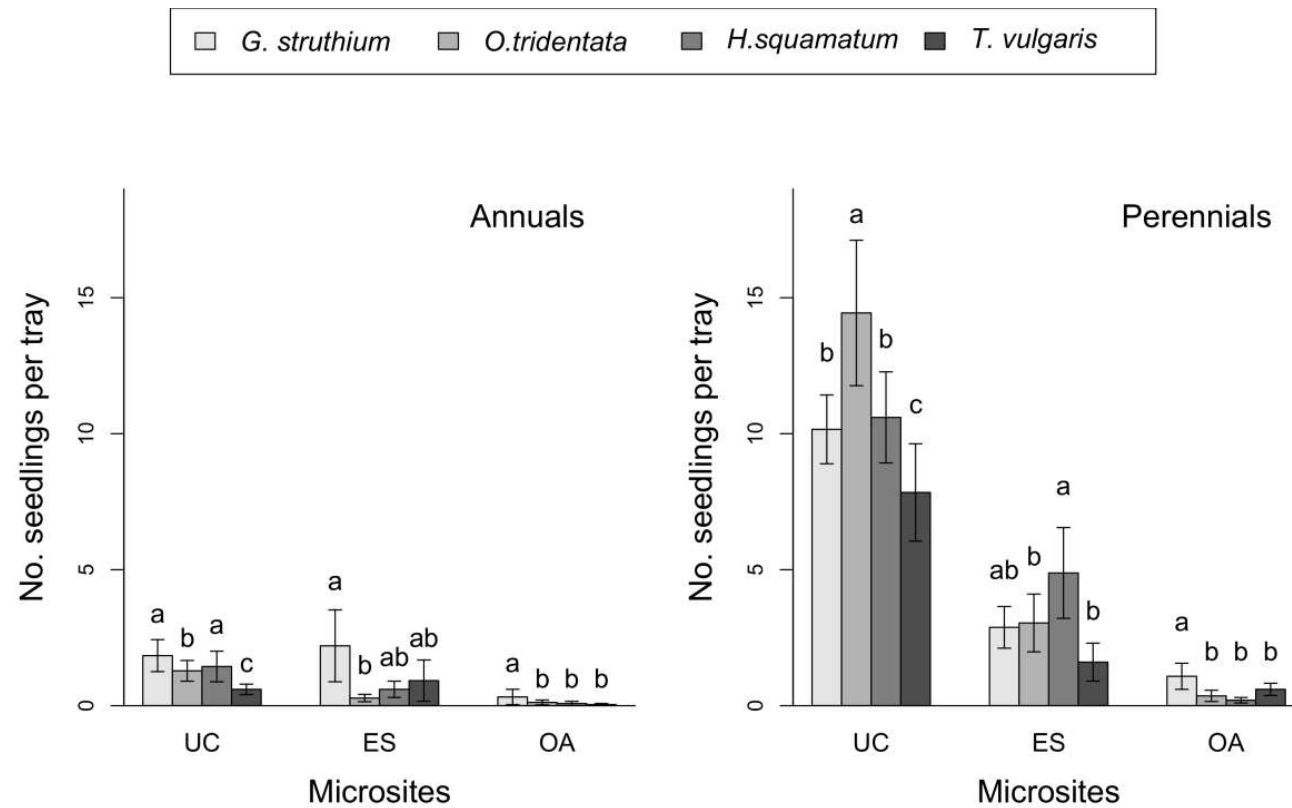 G. struthium O.tridentata H.squamatum T. vulgaris
Annuals
No. seedlings per tray
15
10
5
0
a b a c
a b ab ab
a b b b
UC ES OA
Microsites
Perennials
No. seedlings per tray
15
10
5
0
b a b c
ab b a b
a b b b
UC ES OA
Microsites